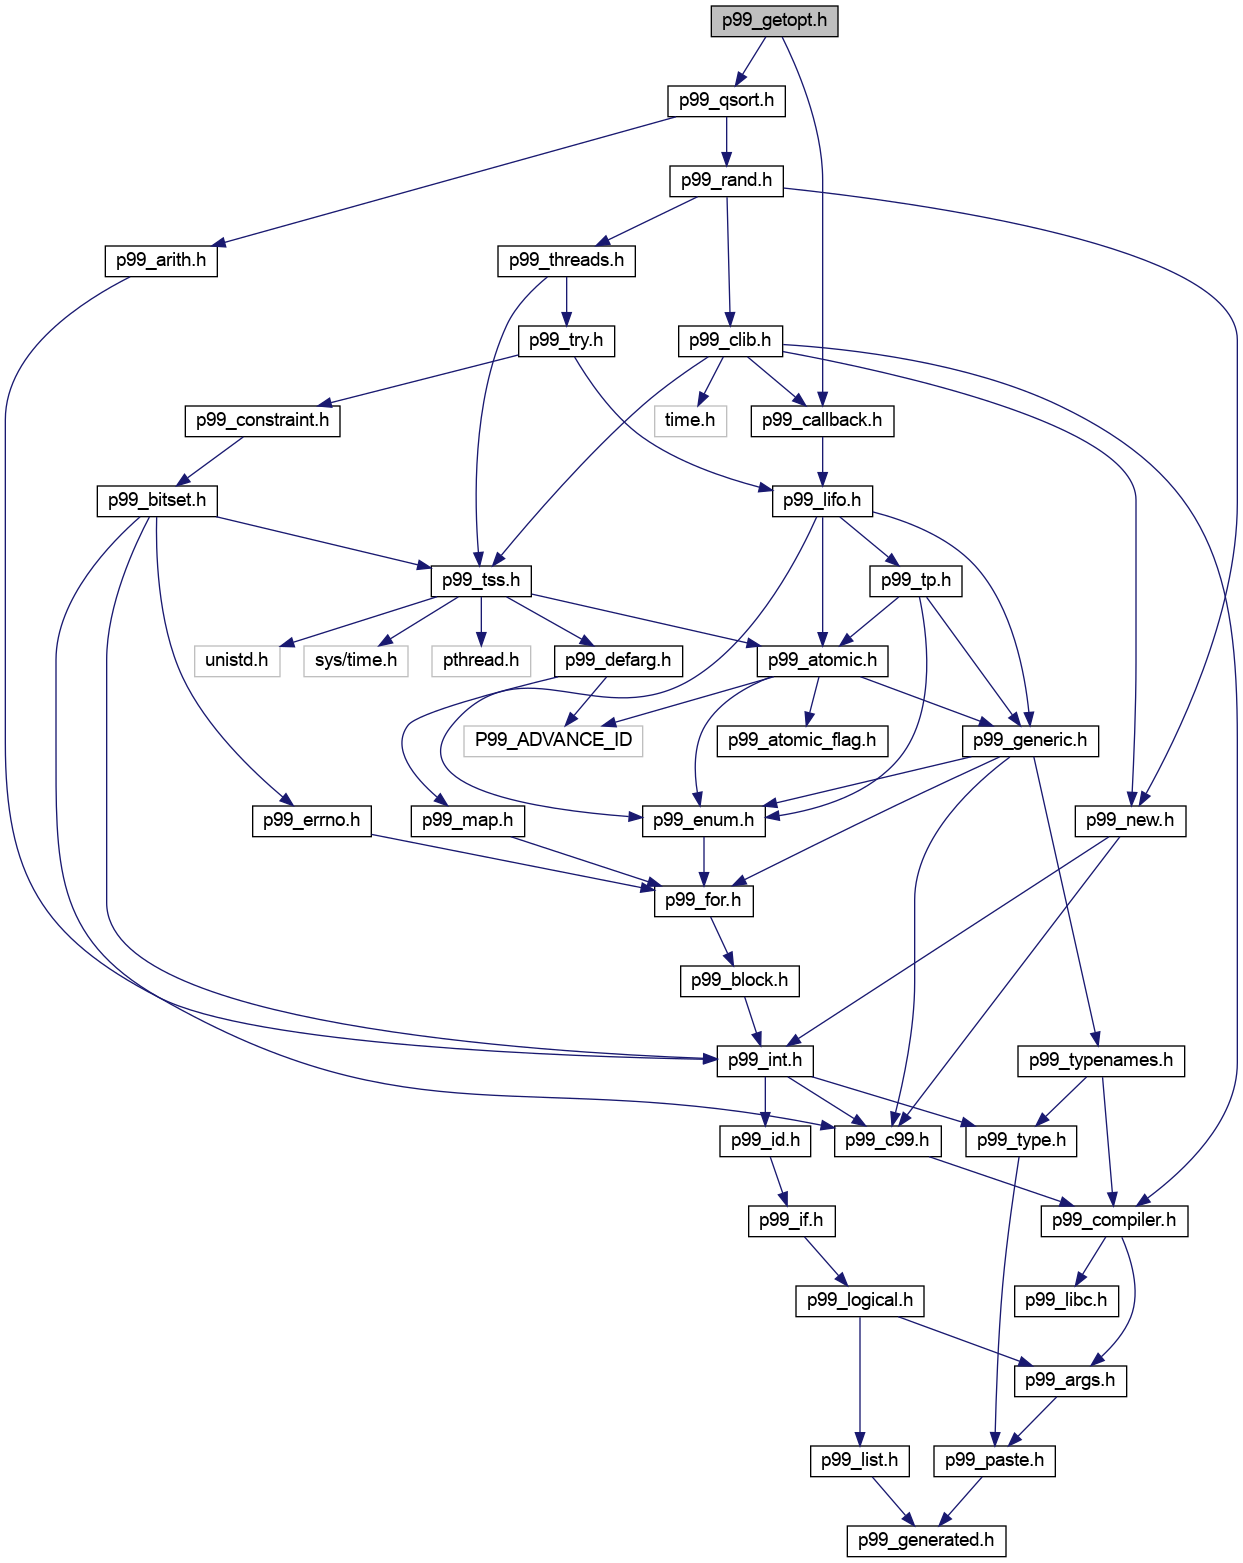 p99_getopt.h
p99_qsort.h
p99_rand.h
p99_arith.h
p99_threads.h
p99_try.h
p99_clib.h
p99_constraint.h
time.h
p99_callback.h
p99_bitset.h
p99_lifo.h
p99_tss.h
p99_tp.h
unistd.h
sys/time.h
pthread.h
p99_defarg.h
p99_atomic.h
P99_ADVANCE_ID
p99_atomic_flag.h
p99_generic.h
p99_errno.h
p99_map.h
p99_enum.h
p99_new.h
p99_for.h
p99_block.h
p99_int.h
p99_typenames.h
p99_id.h
p99_c99.h
p99_type.h
p99_if.h
p99_compiler.h
p99_logical.h
p99_libc.h
p99_args.h
p99_list.h
p99_paste.h
p99_generated.h